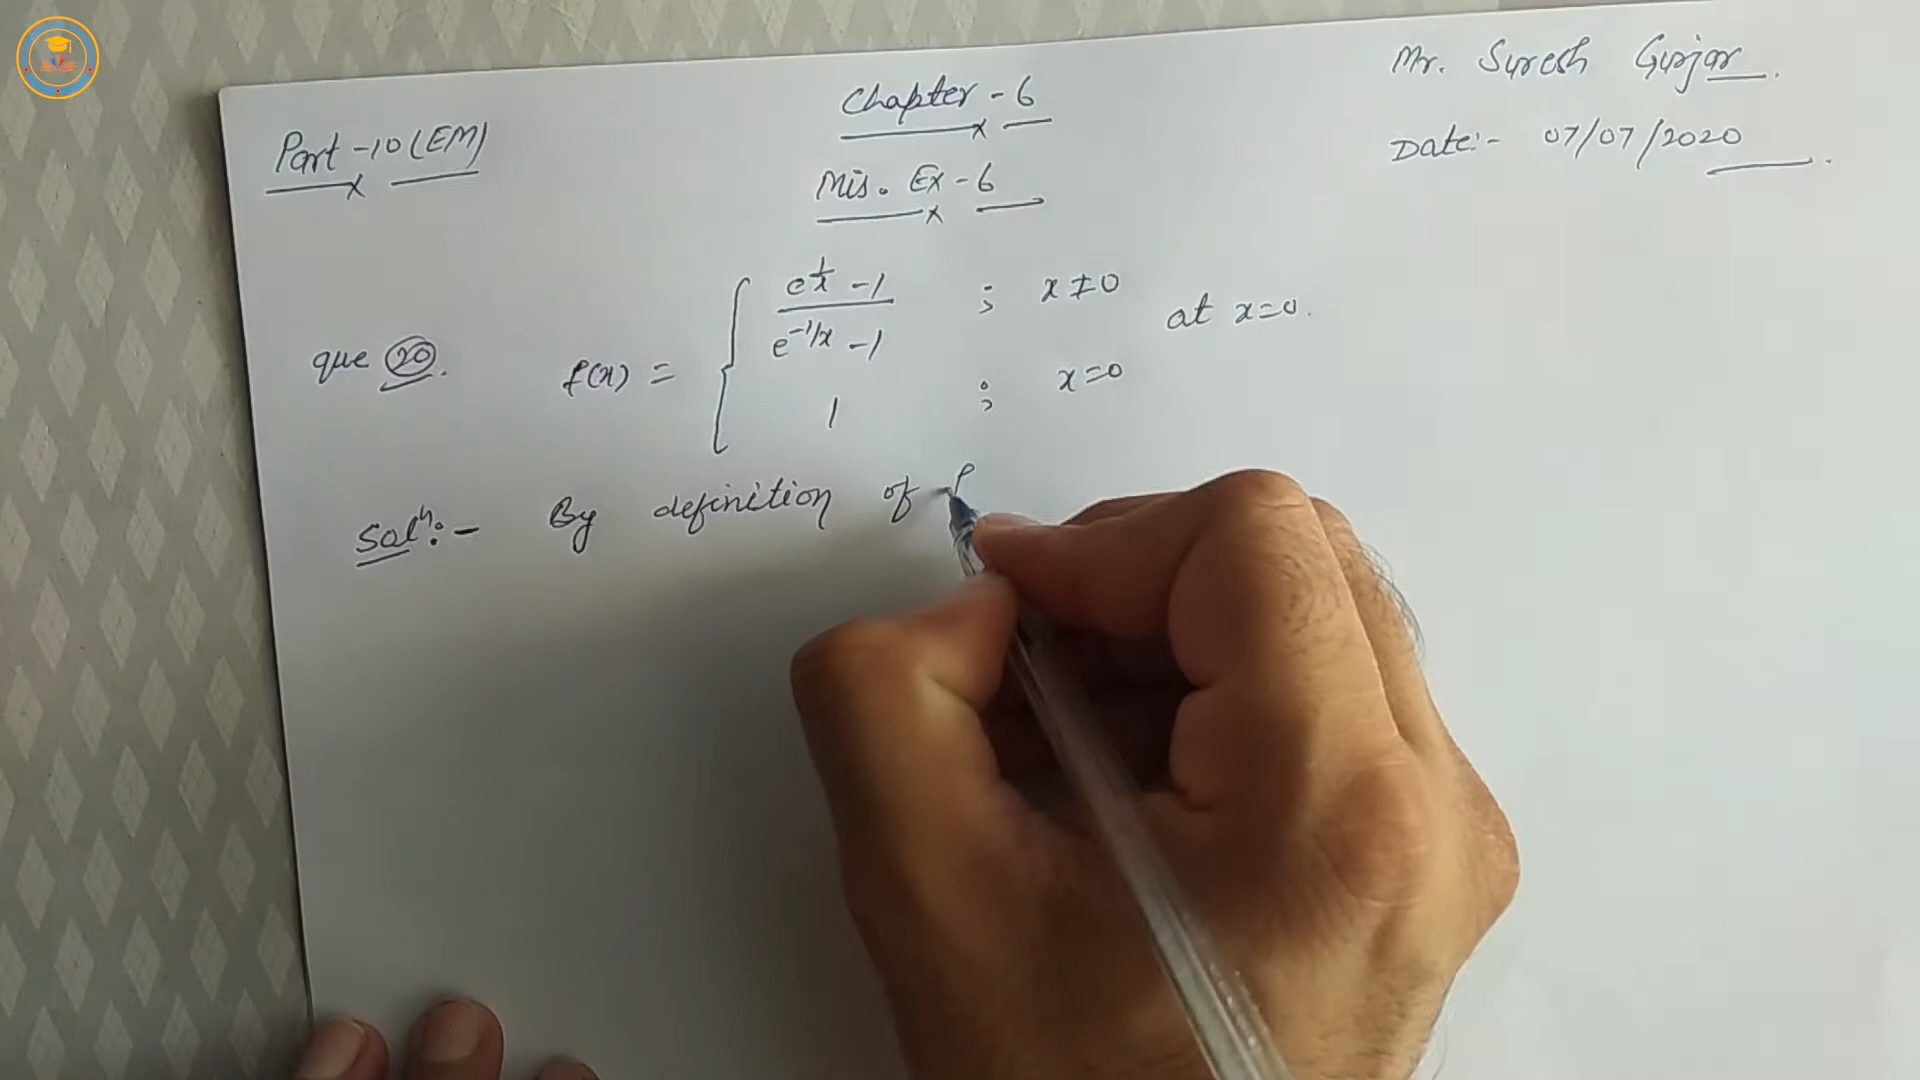 Mr. Suresh Gurjar
Date:- 07/07/2020
Part-10 (EM)
Chapter-6
Mis. Ex-6
que 20. f(x) = { (e^(1/x) - 1)/(e^(-1/x) - 1) ; x≠0
1 ; x=0
at x=0.
Solⁿ:- By definition of f